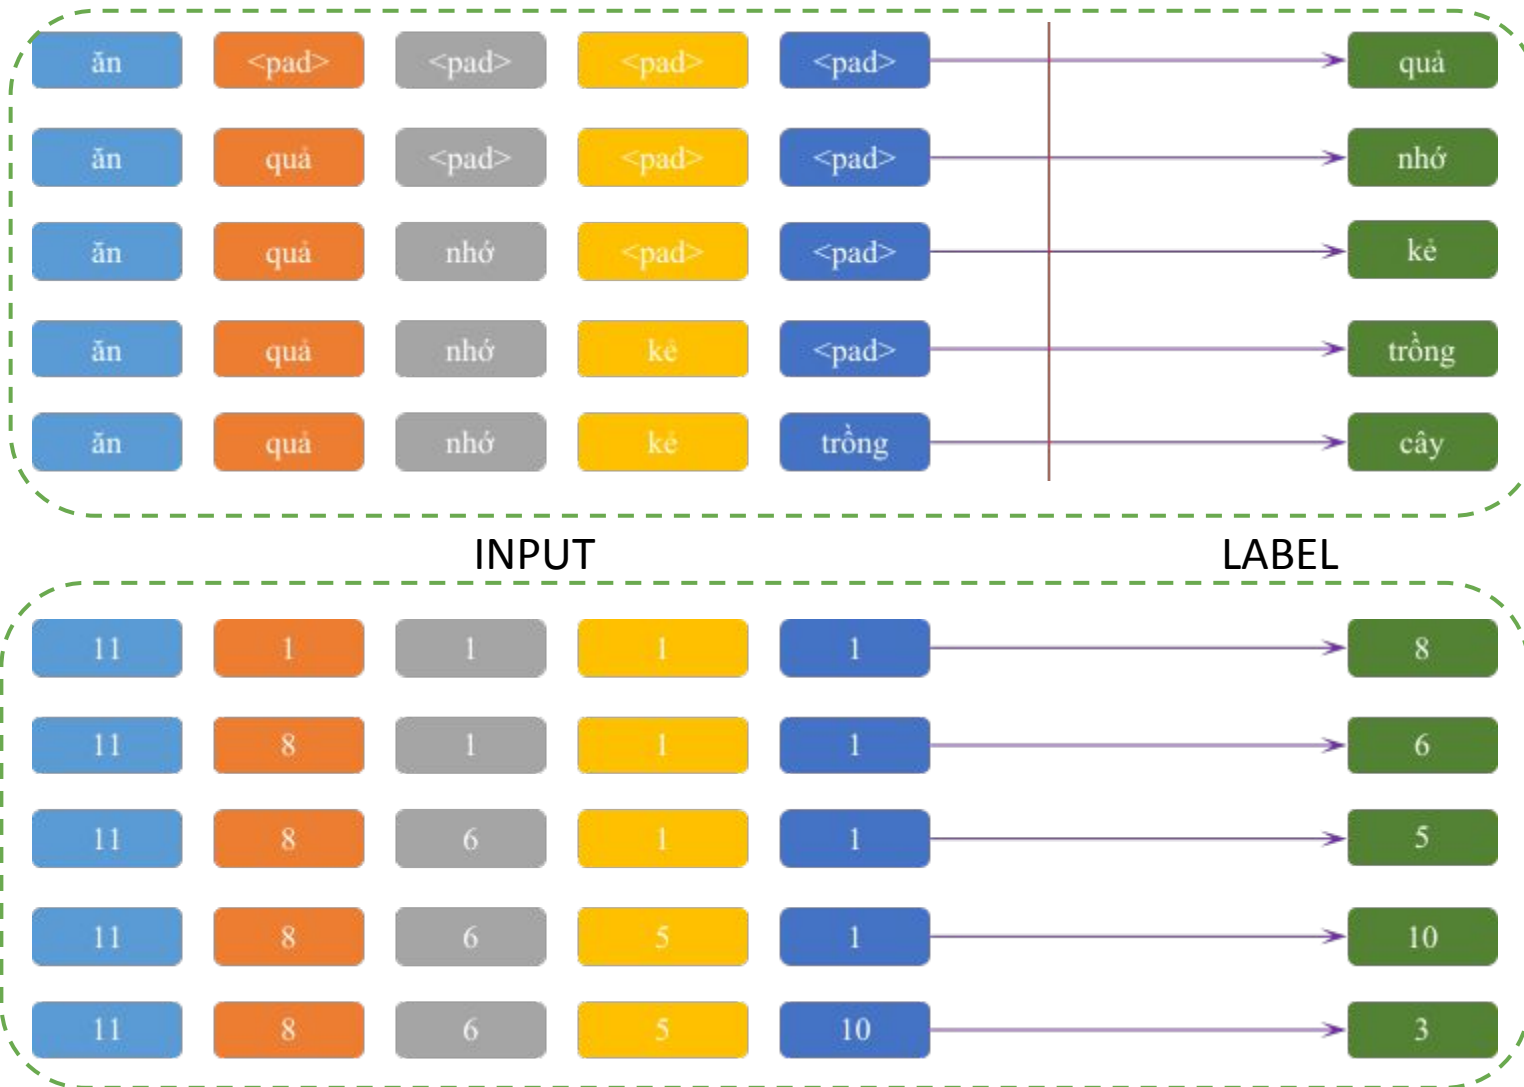 ăn <pad> <pad> <pad> <pad> quả
ăn quả <pad> <pad> <pad> nhớ
ăn quả nhớ <pad> <pad> kẻ
ăn quả nhớ kẻ <pad> trồng
ăn quả nhớ kẻ trồng cây
INPUT LABEL
11 1 1 1 1 8
11 8 1 1 1 6
11 8 6 1 1 5
11 8 6 5 1 10
11 8 6 5 10 3